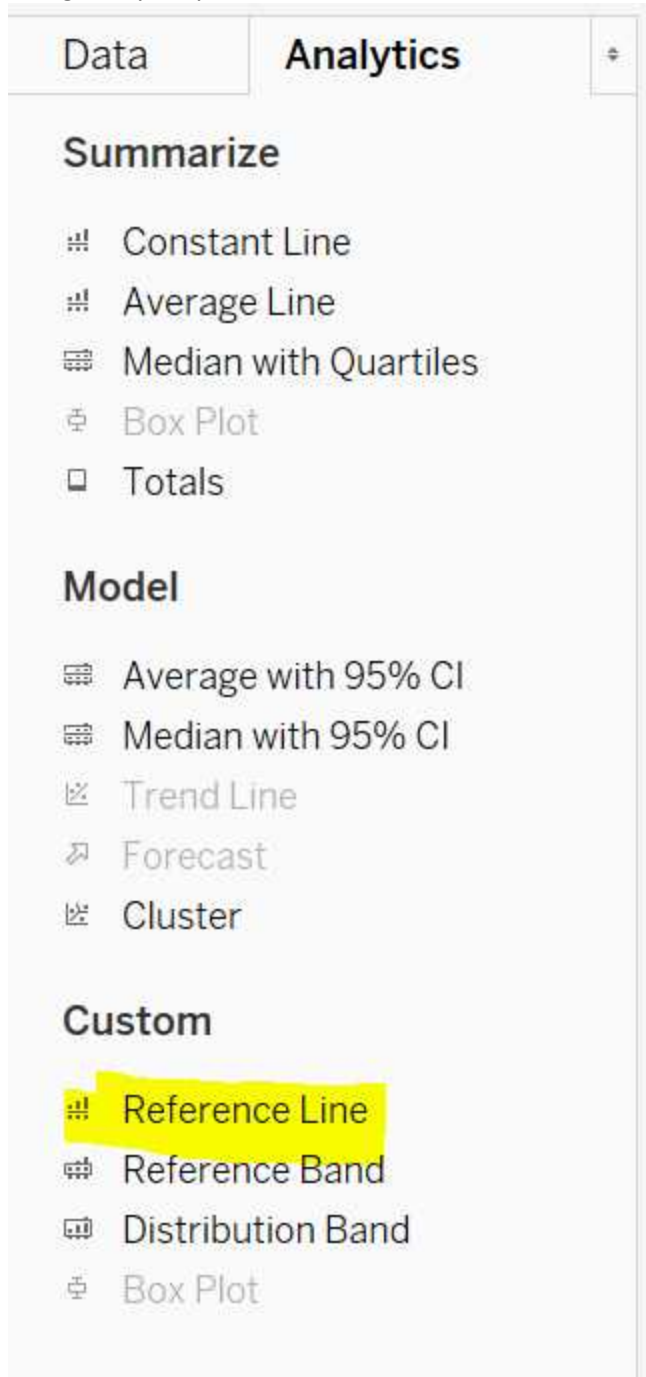 Data Analytics
Summarize
Constant Line
Average Line
Median with Quartiles
Box Plot
Totals
Model
Average with 95% CI
Median with 95% CI
Trend Line
Forecast
Cluster
Custom
Reference Line
Reference Band
Distribution Band
Box Plot